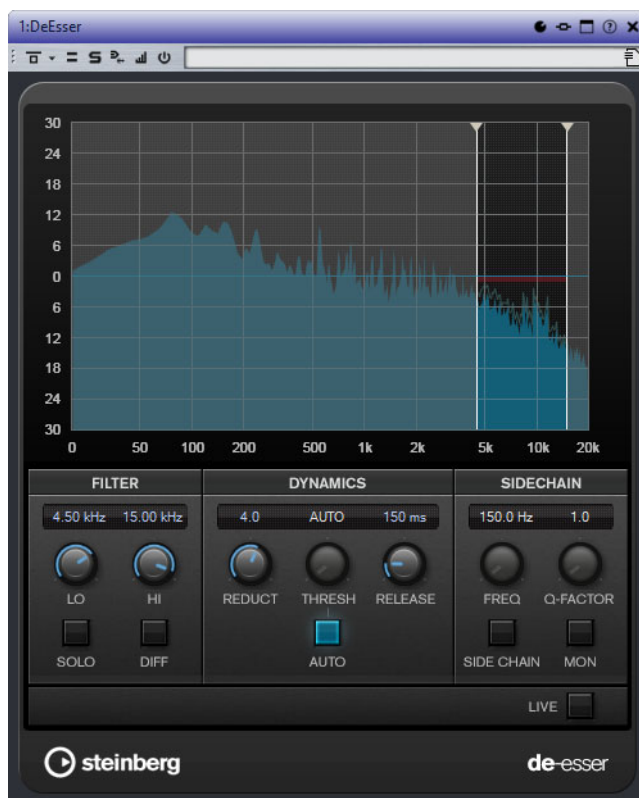 1:DeEsser
30
24
18
12
6
0
6
12
18
24
30
0 50 100 200 500 1k 2k 5k 10k 20k
FILTER DYNAMICS SIDECHAIN
4.50 kHz 15.00 kHz 4.0 AUTO 150 ms 150.0 Hz 1.0
LO HI REDUCT THRESH RELEASE FREQ Q-FACTOR
SOLO DIFF AUTO SIDE CHAIN MON
LIVE
steinberg de-esser